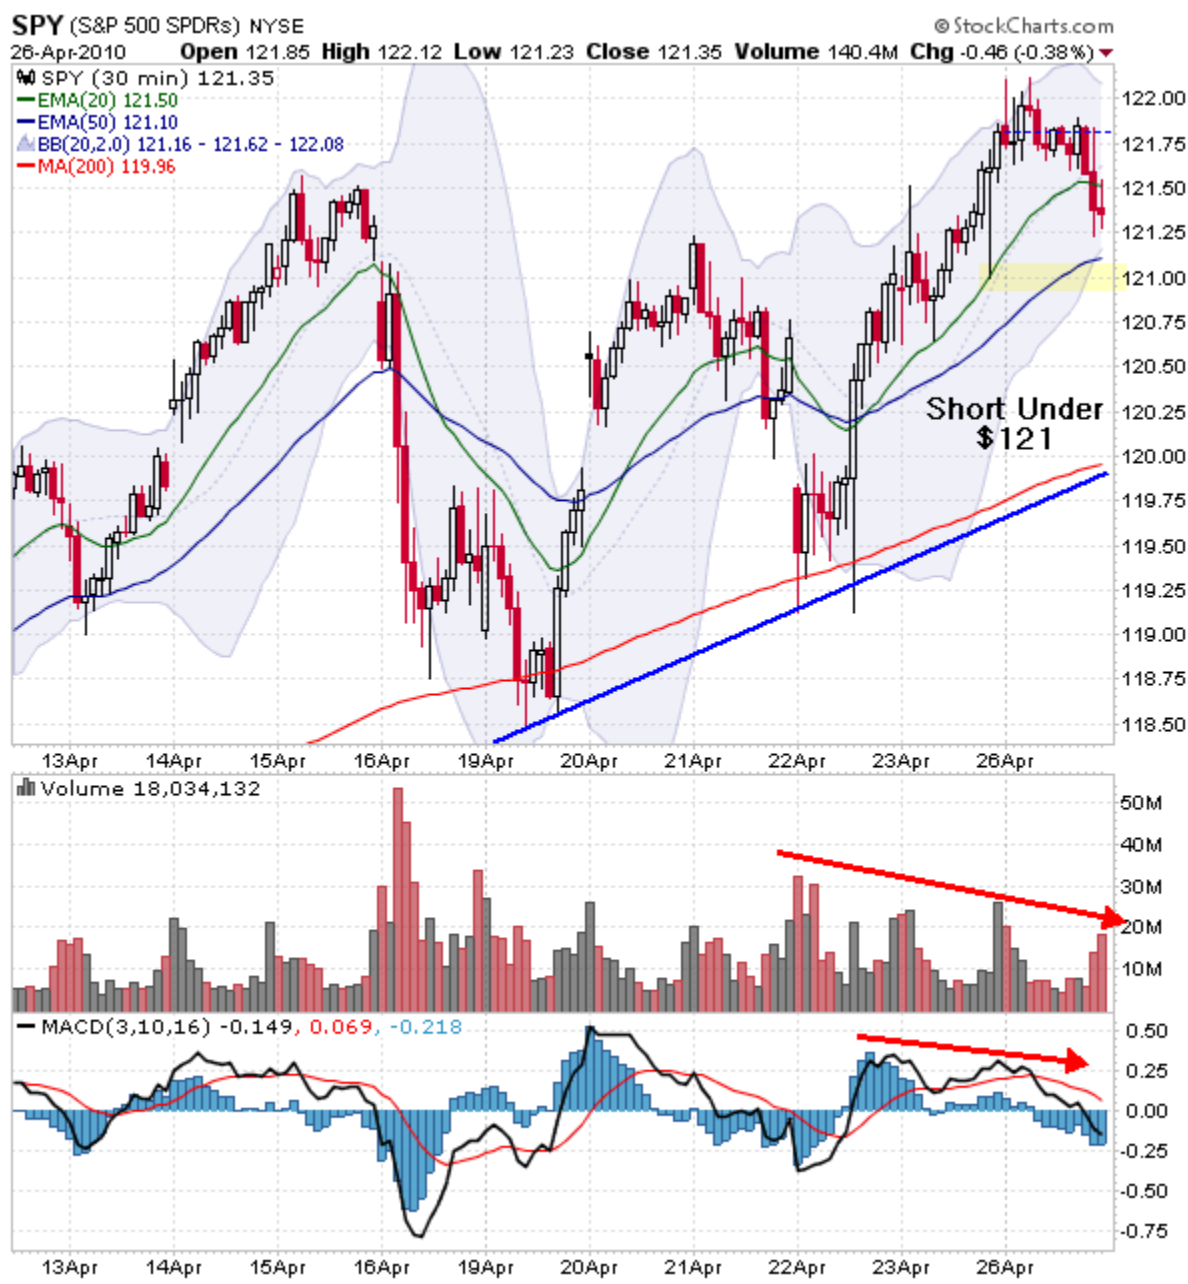 SPY (S&P 500 SPDRs) NYSE © StockCharts.com
26-Apr-2010 Open 121.85 High 122.12 Low 121.23 Close 121.35 Volume 140.4M Chg -0.46 (-0.38%)
SPY (30 min) 121.35
EMA(20) 121.50
EMA(50) 121.10
BB(20,2.0) 121.16 - 121.62 - 122.08
MA(200) 119.96
122.00
121.75
121.50
121.25
121.00
120.75
120.50
120.25
120.00
119.75
119.50
119.25
119.00
118.75
118.50
Short Under
$121
13Apr 14Apr 15Apr 16Apr 19Apr 20Apr 21Apr 22Apr 23Apr 26Apr
Volume 18,034,132
50M
40M
30M
20M
10M
MACD(3,10,16) -0.149, 0.069, -0.218
0.50
0.25
0.00
-0.25
-0.50
-0.75
13Apr 14Apr 15Apr 16Apr 19Apr 20Apr 21Apr 22Apr 23Apr 26Apr